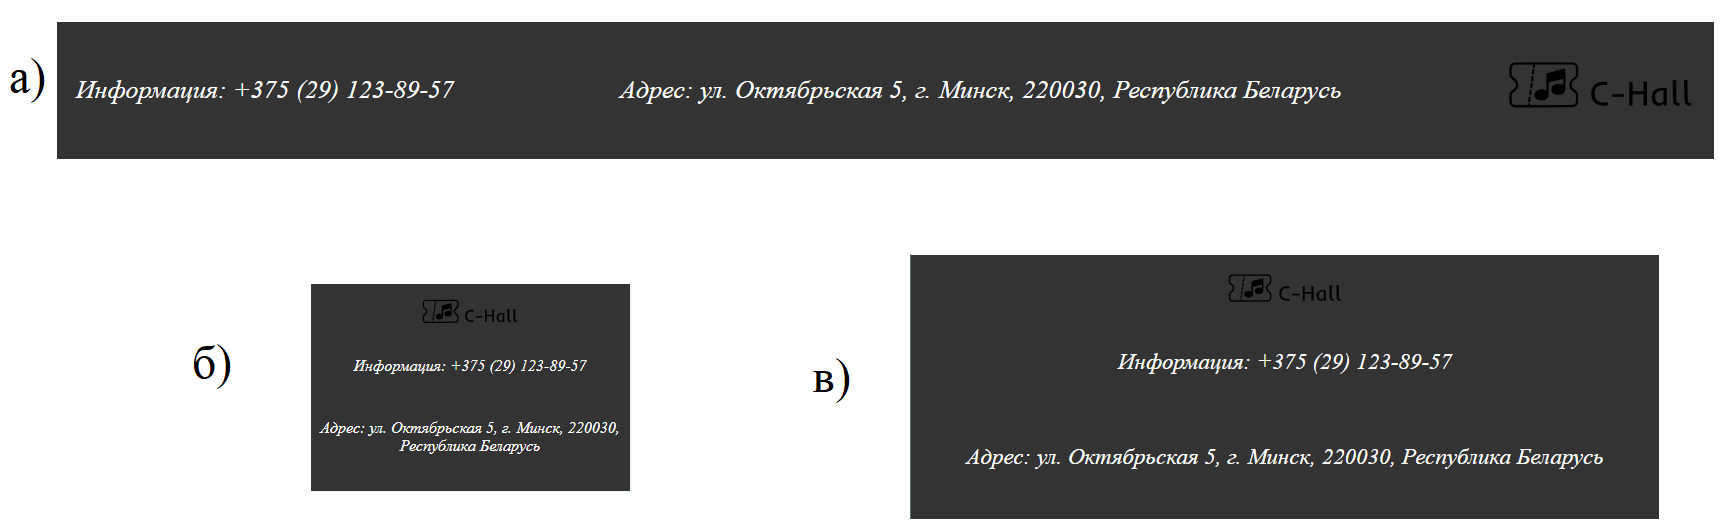 а)
Информация: +375 (29) 123-89-57
Адрес: ул. Октябрьская 5, г. Минск, 220030, Республика Беларусь
C-Hall
б)
C-Hall
Информация: +375 (29) 123-89-57
Адрес: ул. Октябрьская 5, г. Минск, 220030,
Республика Беларусь
в)
C-Hall
Информация: +375 (29) 123-89-57
Адрес: ул. Октябрьская 5, г. Минск, 220030, Республика Беларусь